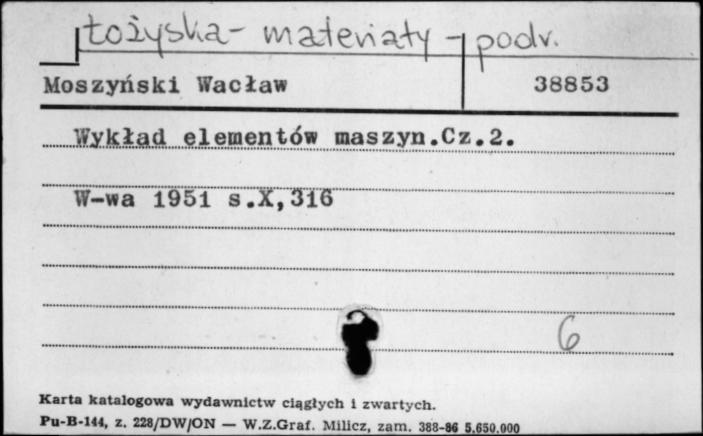 łożyska - materiały - podr.
Moszyński Wacław 38853
Wykład elementów maszyn.Cz.2.
W-wa 1951 s.X,316
6
Karta katalogowa wydawnictw ciągłych i zwartych.
Pu-B-144, z. 228/DW/ON — W.Z.Graf. Milicz, zam. 388-86 5.650.000